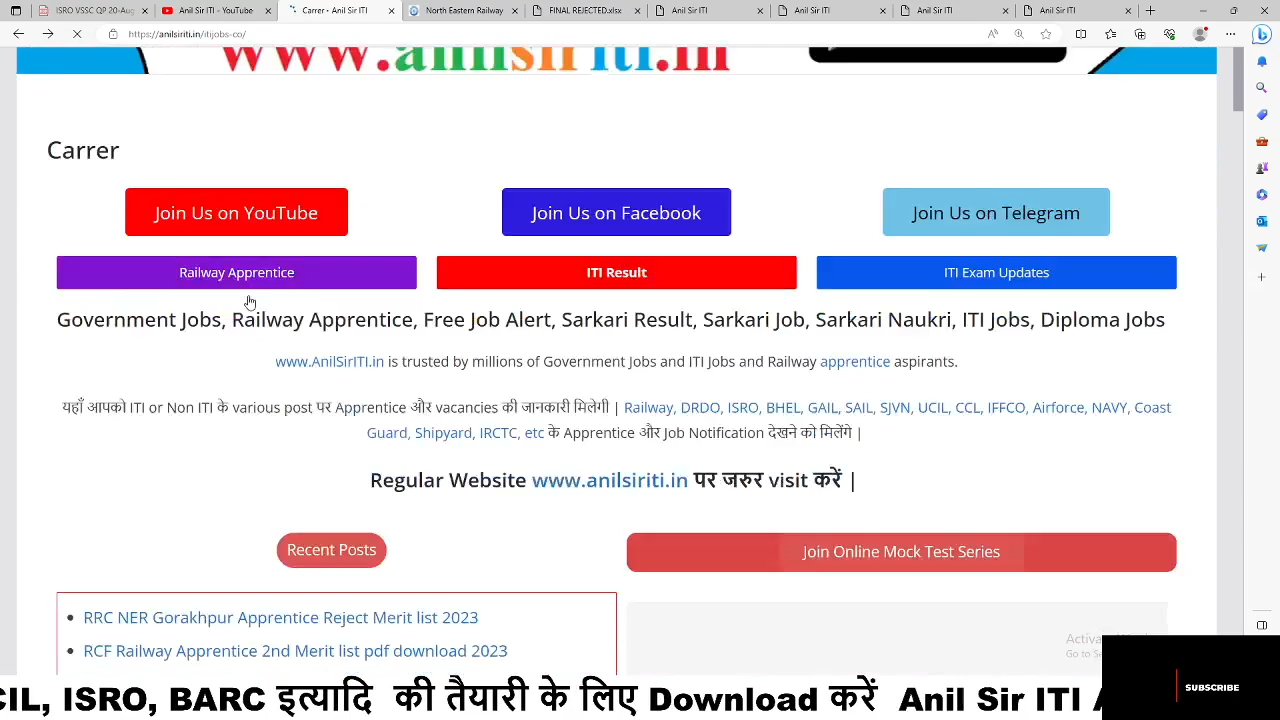 ISRO VSSC QP 20-Aug
Anil Sir ITI - YouTube
Carrer - Anil Sir ITI
North Eastern Railway
FINAL REJECTED.xlsx
Anil Sir ITI
Anil Sir ITI
Anil Sir ITI
Anil Sir ITI
https://anilsiriti.in/itijobs-co/
www.anilsiriti.in
Carrer
Join Us on YouTube
Join Us on Facebook
Join Us on Telegram
Railway Apprentice
ITI Result
ITI Exam Updates
Government Jobs, Railway Apprentice, Free Job Alert, Sarkari Result, Sarkari Job, Sarkari Naukri, ITI Jobs, Diploma Jobs
www.AnilSirITI.in is trusted by millions of Government Jobs and ITI Jobs and Railway apprentice aspirants.
यहाँ आपको ITI or Non ITI के various post पर Apprentice और vacancies की जानकारी मिलेगी | Railway, DRDO, ISRO, BHEL, GAIL, SAIL, SJVN, UCIL, CCL, IFFCO, Airforce, NAVY, Coast
Guard, Shipyard, IRCTC, etc के Apprentice और Job Notification देखने को मिलेंगे |
Regular Website www.anilsiriti.in पर जरुर visit करें |
Recent Posts
Join Online Mock Test Series
RRC NER Gorakhpur Apprentice Reject Merit list 2023
RCF Railway Apprentice 2nd Merit list pdf download 2023
Go to Se
CIL, ISRO, BARC इत्यादि की तैयारी के लिए Download करें Anil Sir ITI A
SUBSCRIBE